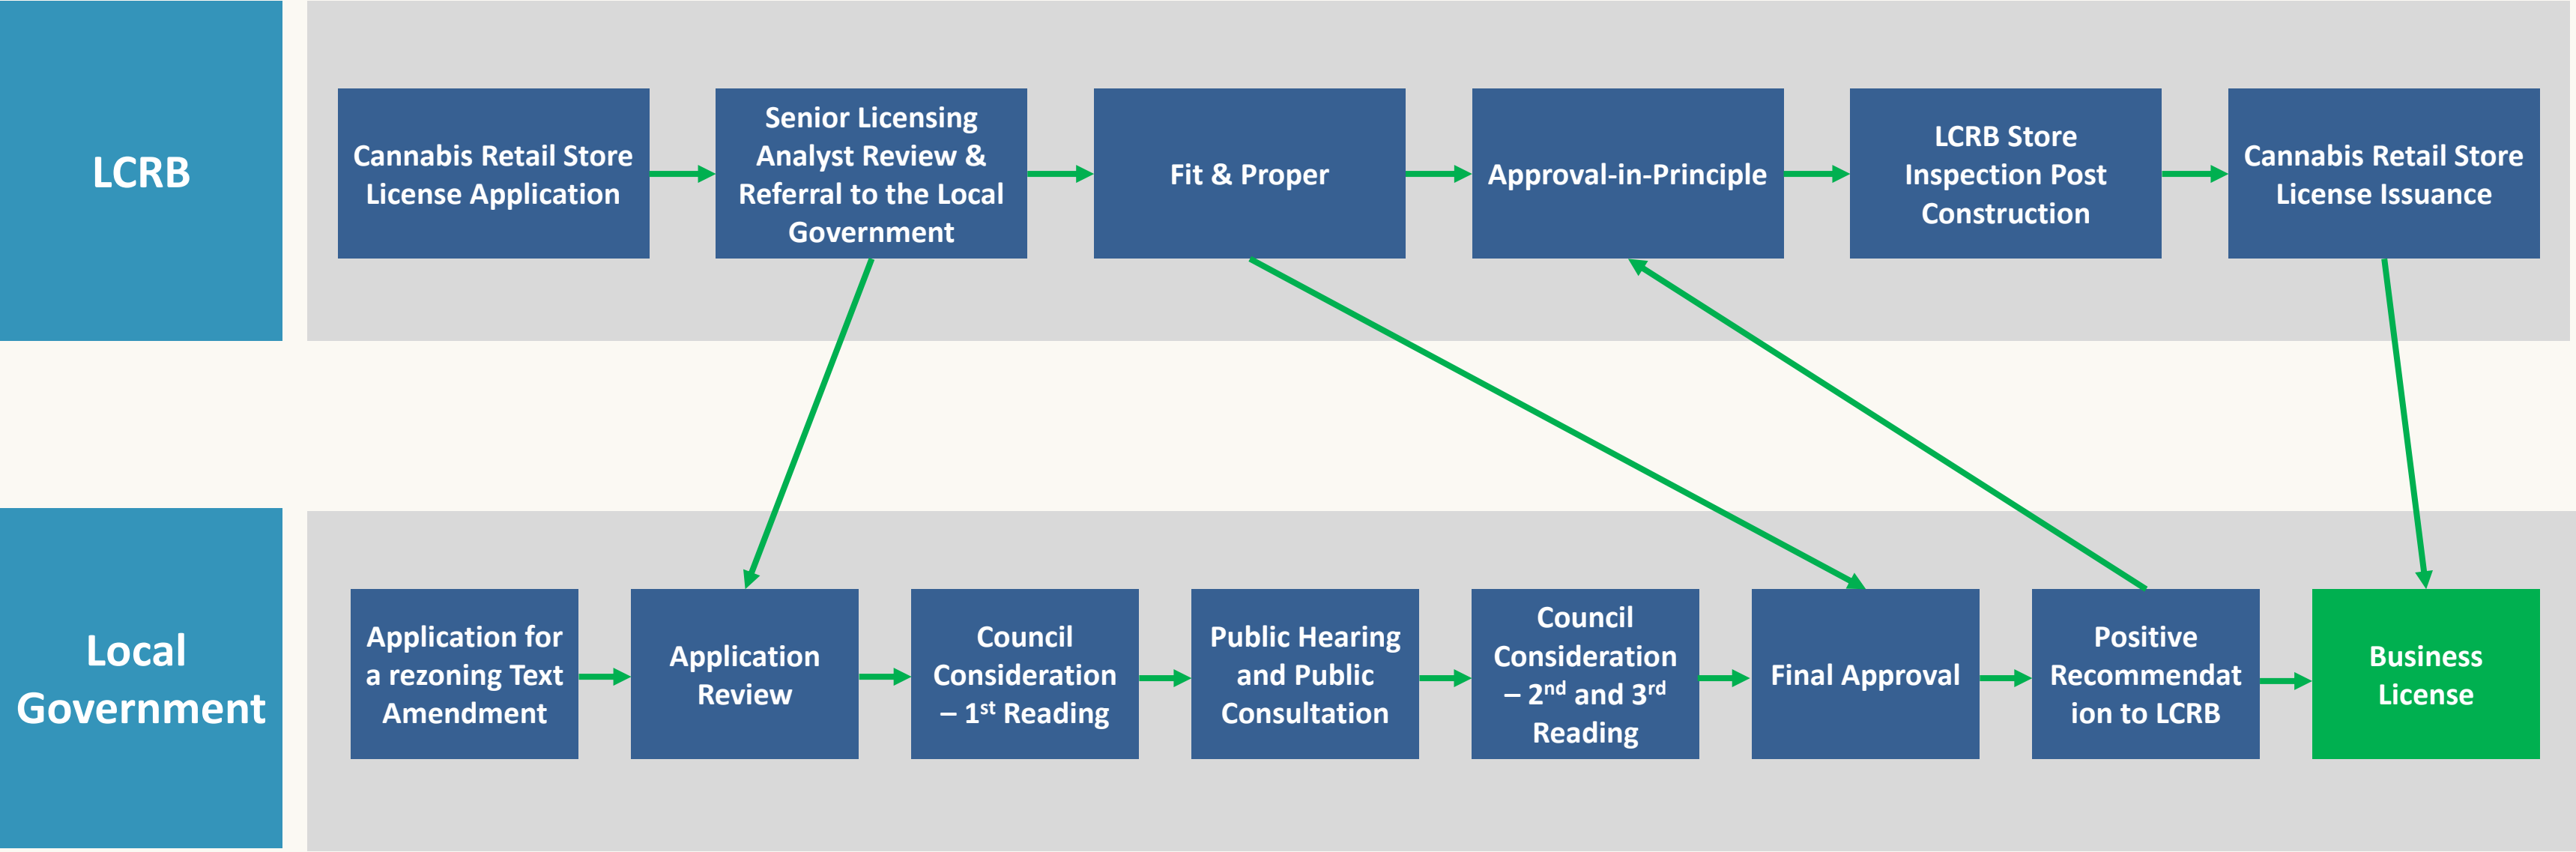 LCRB
Cannabis Retail Store
License Application
Senior Licensing
Analyst Review &
Referral to the Local
Government
Fit & Proper
Approval-in-Principle
LCRB Store
Inspection Post
Construction
Cannabis Retail Store
License Issuance
Local
Government
Application for
a rezoning Text
Amendment
Application
Review
Council
Consideration
– 1st Reading
Public Hearing
and Public
Consultation
Council
Consideration
– 2nd and 3rd
Reading
Final Approval
Positive
Recommendat
ion to LCRB
Business
License